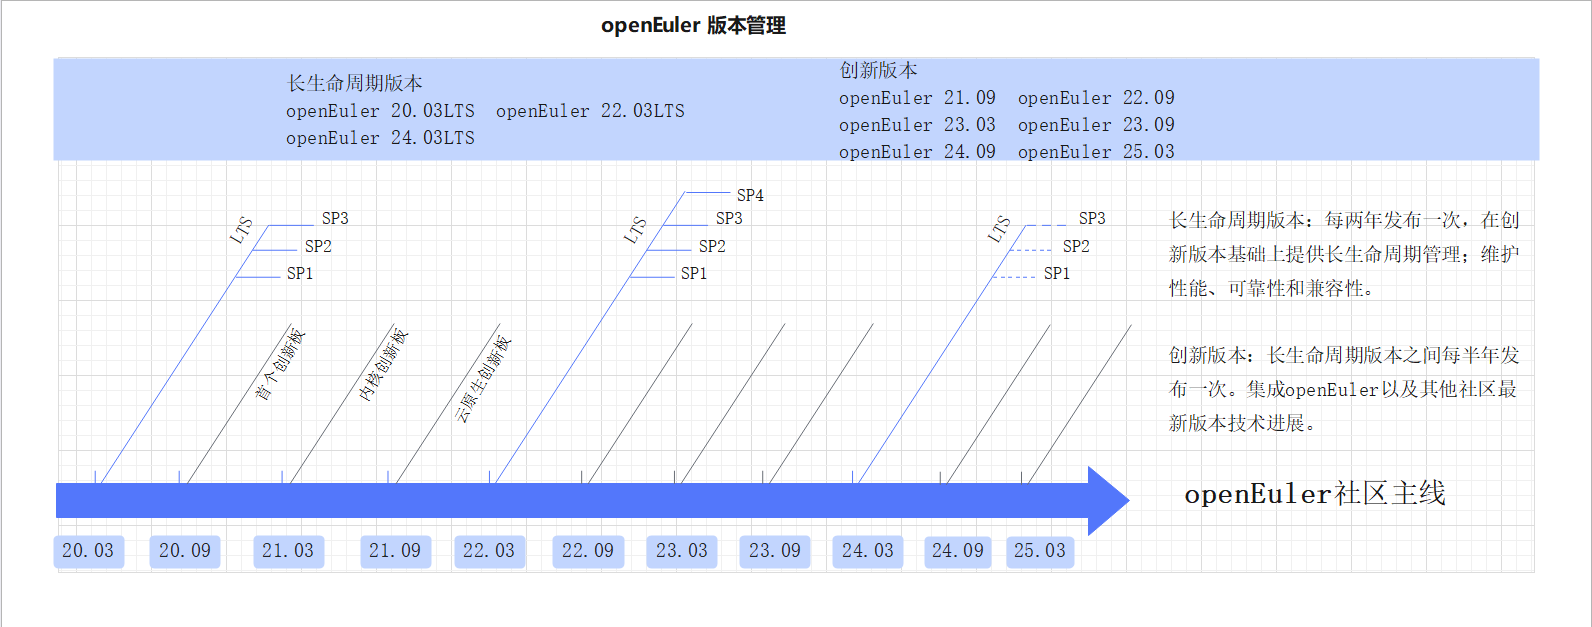 openEuler 版本管理
长生命周期版本
openEuler 20.03LTS openEuler 22.03LTS
openEuler 24.03LTS
创新版本
openEuler 21.09 openEuler 22.09
openEuler 23.03 openEuler 23.09
openEuler 24.09 openEuler 25.03
LTS
SP3
SP2
SP1
LTS
SP4
SP3
SP2
SP1
LTS
SP3
SP2
SP1
首个创新板
内核创新板
云原生创新板
长生命周期版本: 每两年发布一次, 在创
新版本基础上提供长生命周期管理; 维护
性能、可靠性和兼容性。
创新版本: 长生命周期版本之间每半年发
布一次。集成openEuler以及其他社区最
新版本技术进展。
openEuler社区主线
20.03
20.09
21.03
21.09
22.03
22.09
23.03
23.09
24.03
24.09
25.03